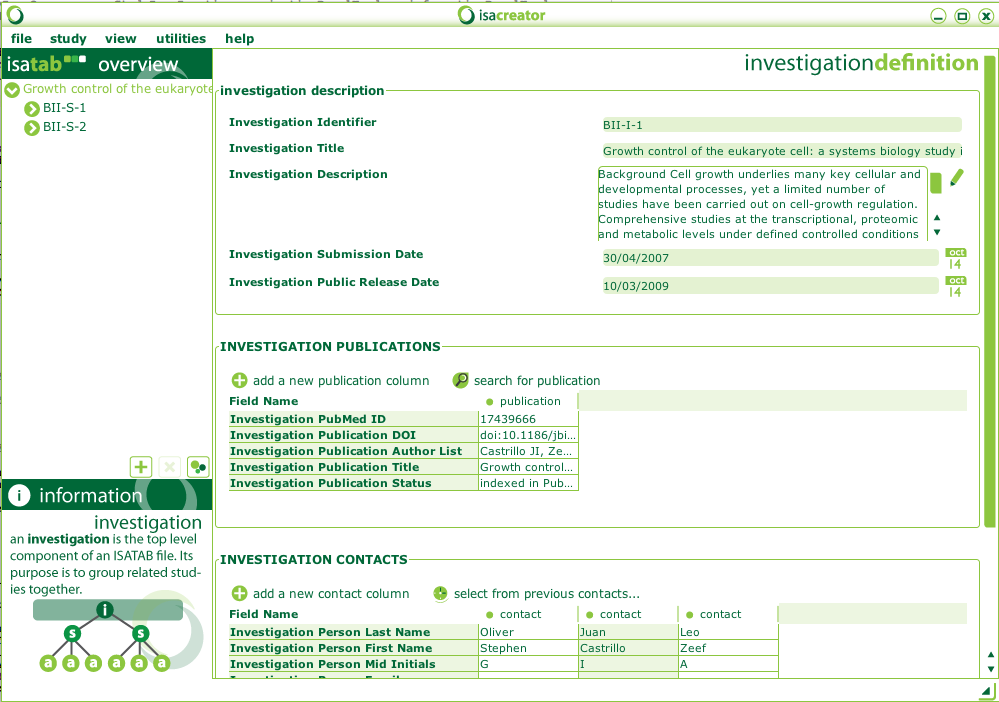 isacreator
file study view utilities help
isatab overview
Growth control of the eukaryote
BII-S-1
BII-S-2
information
investigation
an investigation is the top level
component of an ISATAB file. Its
purpose is to group related stud-
ies together.
i
s s
a a a a a a
investigationdefinition
investigation description
Investigation Identifier BII-I-1
Investigation Title Growth control of the eukaryote cell: a systems biology study i
Investigation Description Background Cell growth underlies many key cellular and
developmental processes, yet a limited number of
studies have been carried out on cell-growth regulation.
Comprehensive studies at the transcriptional, proteomic
and metabolic levels under defined controlled conditions
Investigation Submission Date 30/04/2007 oct 14
Investigation Public Release Date 10/03/2009 oct 14
INVESTIGATION PUBLICATIONS
add a new publication column search for publication
Field Name publication
Investigation PubMed ID 17439666
Investigation Publication DOI doi:10.1186/jbi...
Investigation Publication Author List Castrillo JI, Ze...
Investigation Publication Title Growth control...
Investigation Publication Status indexed in Pub...
INVESTIGATION CONTACTS
add a new contact column select from previous contacts...
Field Name contact contact contact
Investigation Person Last Name Oliver Juan Leo
Investigation Person First Name Stephen Castrillo Zeef
Investigation Person Mid Initials G I A